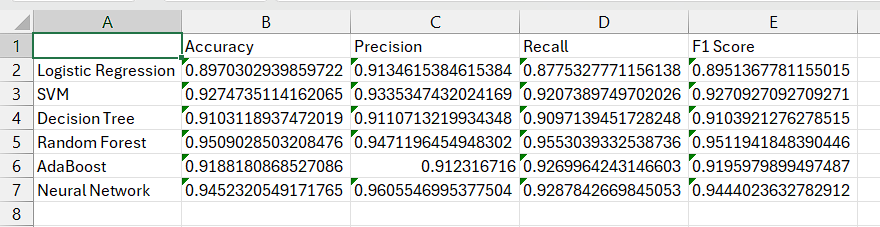 A B C D E
1 Accuracy Precision Recall F1 Score
2 Logistic Regression 0.8970302939859722 0.9134615384615384 0.8775327771156138 0.8951367781155015
3 SVM 0.9274735114162065 0.9335347432024169 0.9207389749702026 0.9270927092709271
4 Decision Tree 0.9103118937472019 0.9110713219934348 0.9097139451728248 0.9103921276278515
5 Random Forest 0.9509028503208476 0.9471196454948302 0.9553039332538736 0.9511941848390446
6 AdaBoost 0.9188180868527086 0.912316716 0.9269964243146603 0.9195979899497487
7 Neural Network 0.9452320549171765 0.9605546995377504 0.9287842669845053 0.9444023632782912
8